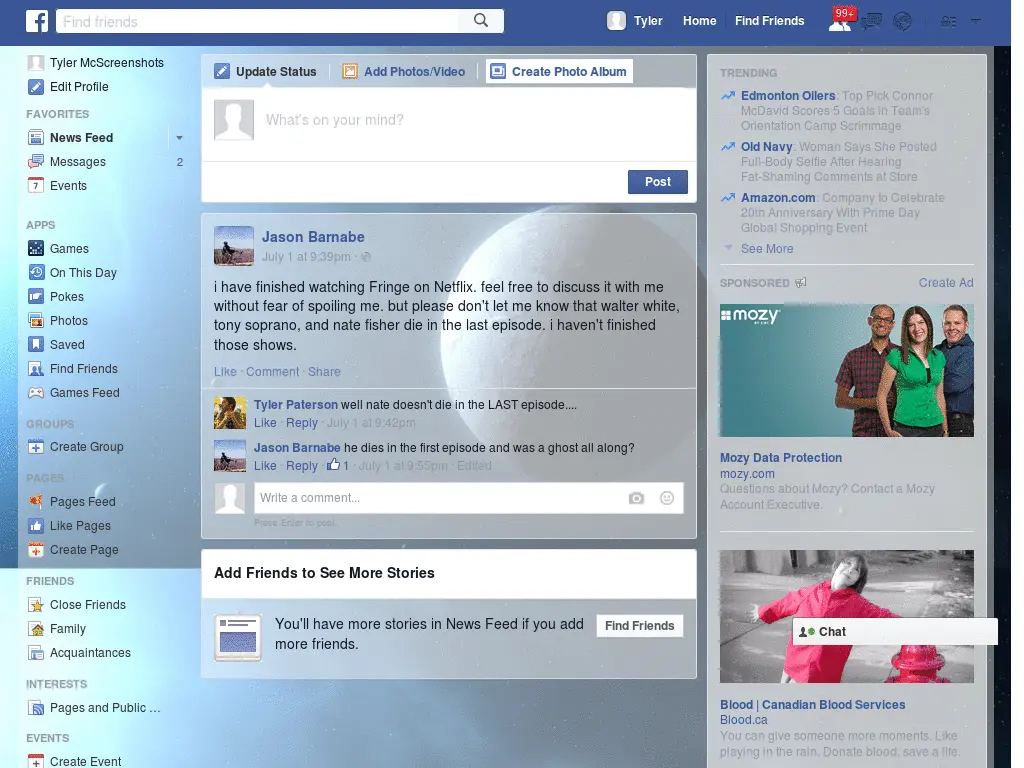 Find friends
Tyler
Home
Find Friends
99+
Tyler McScreenshots
Edit Profile
FAVORITES
News Feed
Messages 2
Events
APPS
Games
On This Day
Pokes
Photos
Saved
Find Friends
Games Feed
GROUPS
Create Group
PAGES
Pages Feed
Like Pages
Create Page
FRIENDS
Close Friends
Family
Acquaintances
INTERESTS
Pages and Public ...
EVENTS
Create Event
Update Status
Add Photos/Video
Create Photo Album
What's on your mind?
Post
Jason Barnabe
July 1 at 9:39pm ·
i have finished watching Fringe on Netflix. feel free to discuss it with me
without fear of spoiling me. but please don't let me know that walter white,
tony soprano, and nate fisher die in the last episode. i haven't finished
those shows.
Like · Comment · Share
Tyler Paterson well nate doesn't die in the LAST episode....
Like · Reply · July 1 at 9:42pm
Jason Barnabe he dies in the first episode and was a ghost all along?
Like · Reply · 1 · July 1 at 9:55pm · Edited
Write a comment...
Press Enter to post.
Add Friends to See More Stories
You'll have more stories in News Feed if you add
more friends.
Find Friends
TRENDING
Edmonton Oilers: Top Pick Connor
McDavid Scores 5 Goals in Team's
Orientation Camp Scrimmage
Old Navy: Woman Says She Posted
Full-Body Selfie After Hearing
Fat-Shaming Comments at Store
Amazon.com: Company to Celebrate
20th Anniversary With Prime Day
Global Shopping Event
See More
SPONSORED
Create Ad
mozy
Mozy Data Protection
mozy.com
Questions about Mozy? Contact a Mozy
Account Executive.
Chat
Blood | Canadian Blood Services
Blood.ca
You can give someone more moments. Like
playing in the rain. Donate blood, save a life.